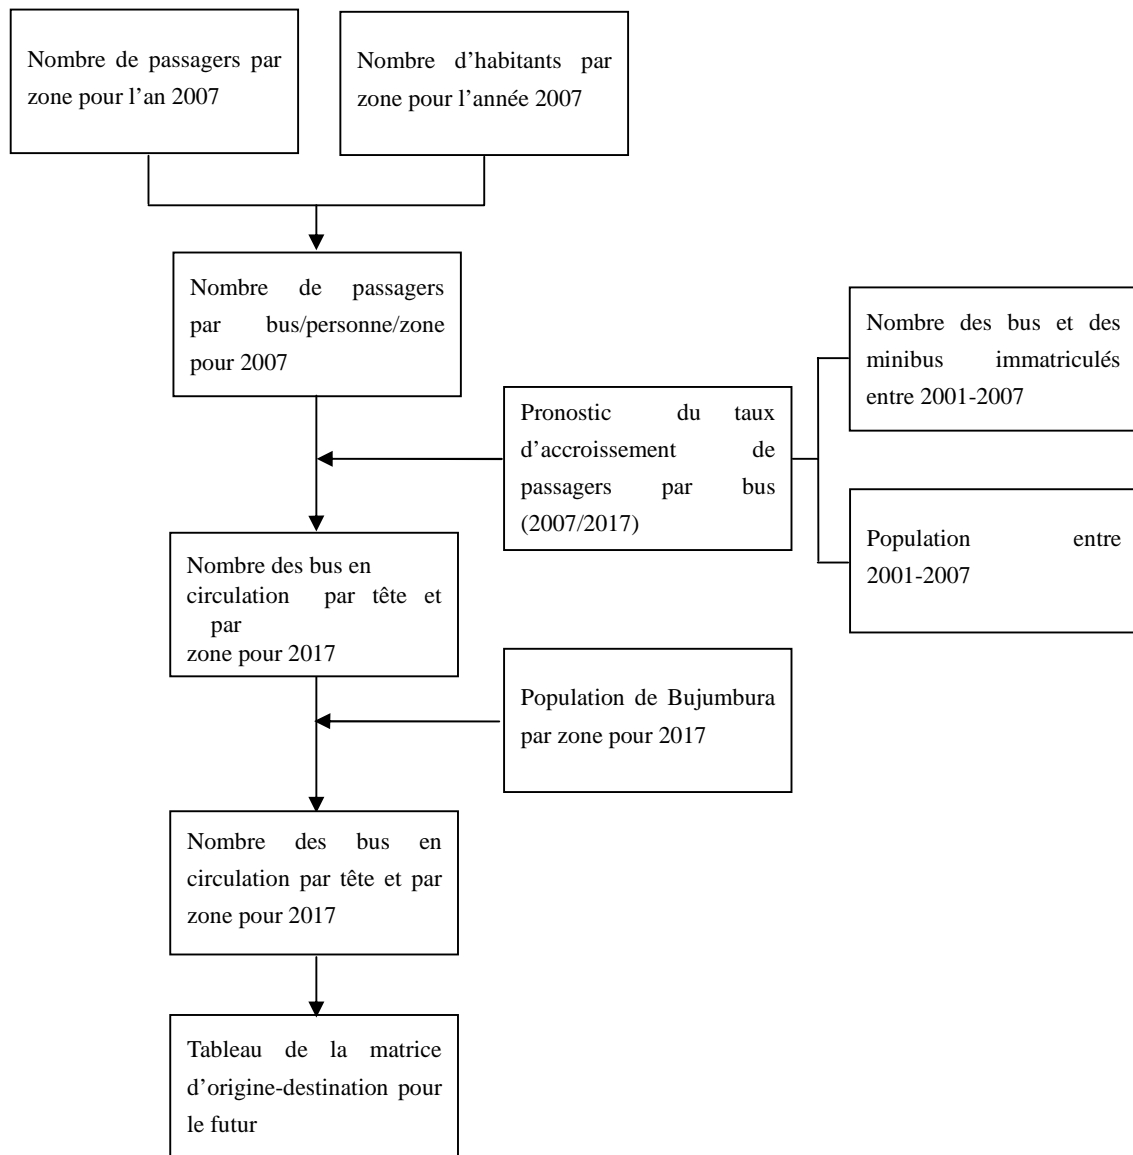 Nombre de passagers par
zone pour l’an 2007
Nombre d’habitants par
zone pour l’année 2007
Nombre de passagers
par bus/personne/zone
pour 2007
Nombre des bus et des
minibus immatriculés
entre 2001-2007
Pronostic du taux
d’accroissement de
passagers par bus
(2007/2017)
Population entre
2001-2007
Nombre des bus en
circulation par tête et
par
zone pour 2017
Population de Bujumbura
par zone pour 2017
Nombre des bus en
circulation par tête et par
zone pour 2017
Tableau de la matrice
d’origine-destination pour
le futur